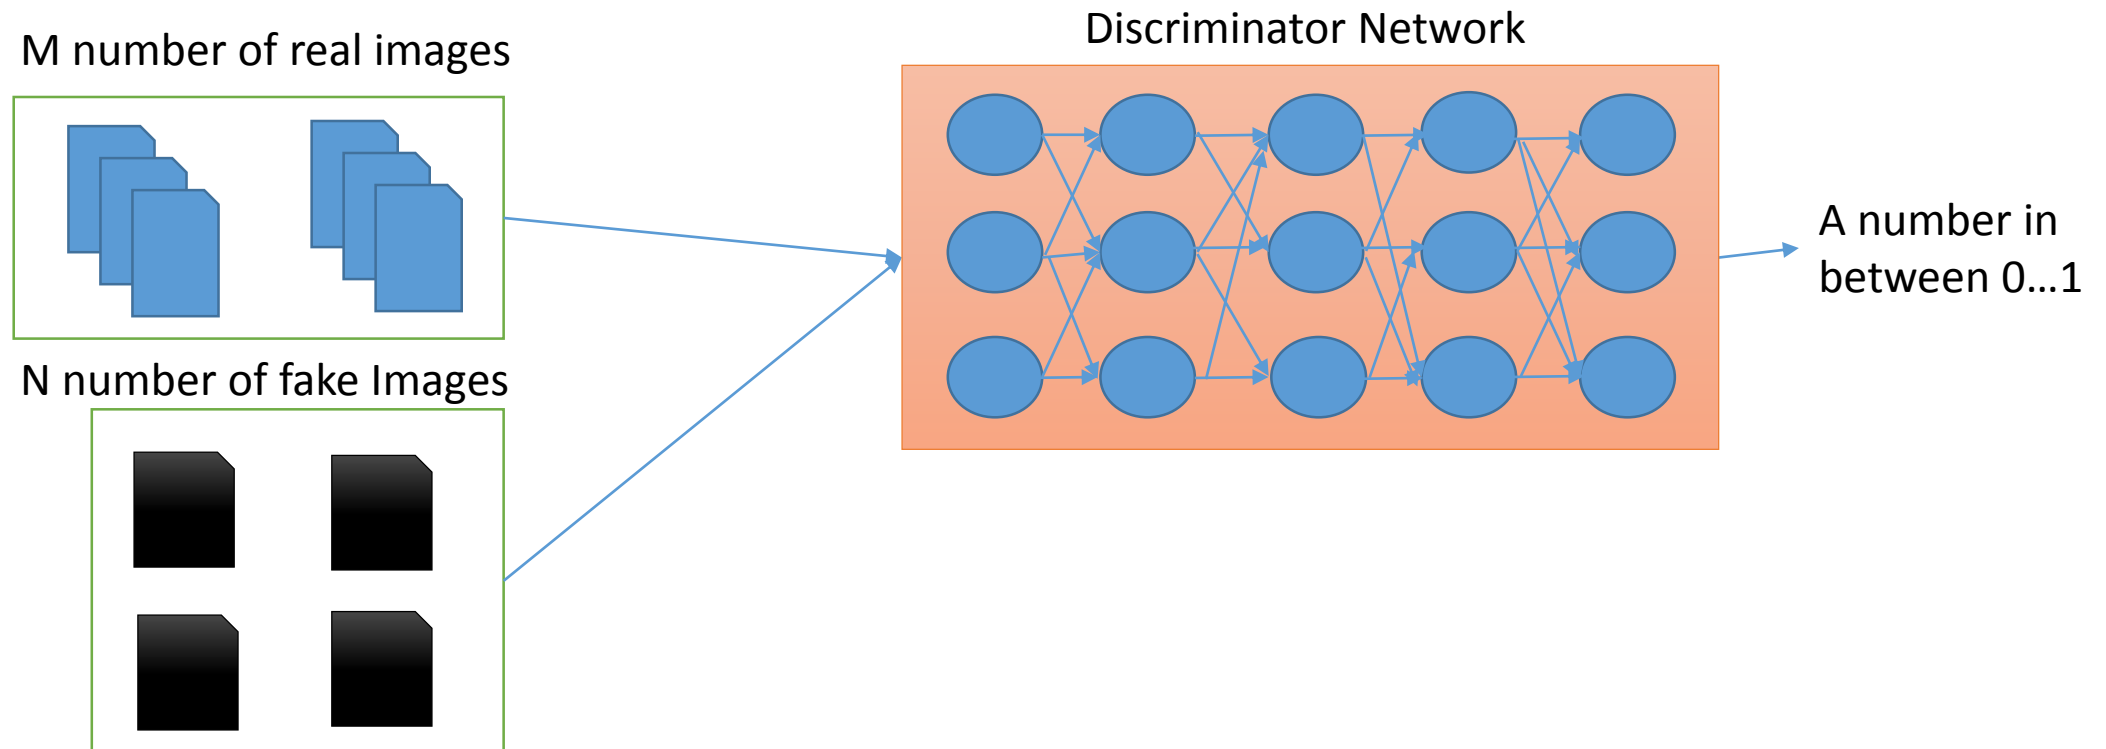 M number of real images
N number of fake Images
Discriminator Network
A number in
between 0...1